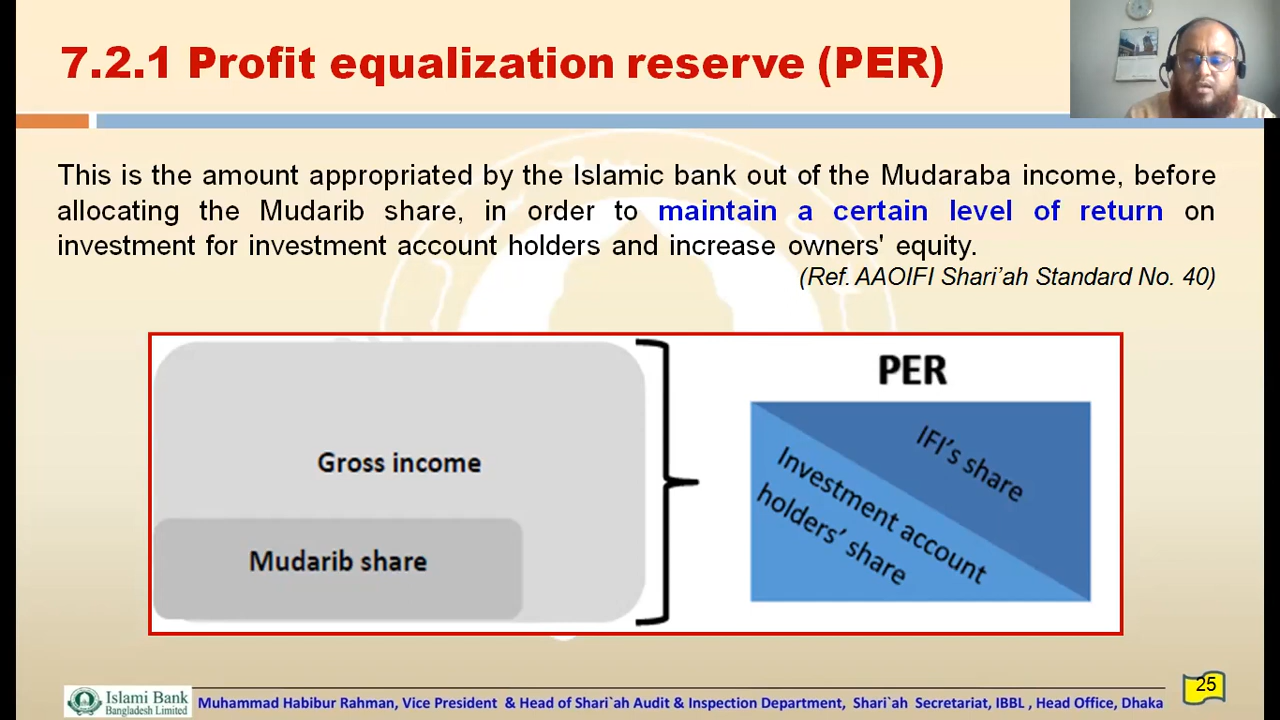 7.2.1 Profit equalization reserve (PER)
This is the amount appropriated by the Islamic bank out of the Mudaraba income, before
allocating the Mudarib share, in order to maintain a certain level of return on
investment for investment account holders and increase owners' equity.
(Ref. AAOIFI Shari’ah Standard No. 40)
PER
Gross income
Mudarib share
IFI’s share
Investment account
holders’ share
Islami Bank
Bangladesh Limited
Muhammad Habibur Rahman, Vice President & Head of Shari`ah Audit & Inspection Department, Shari`ah Secretariat, IBBL , Head Office, Dhaka
25